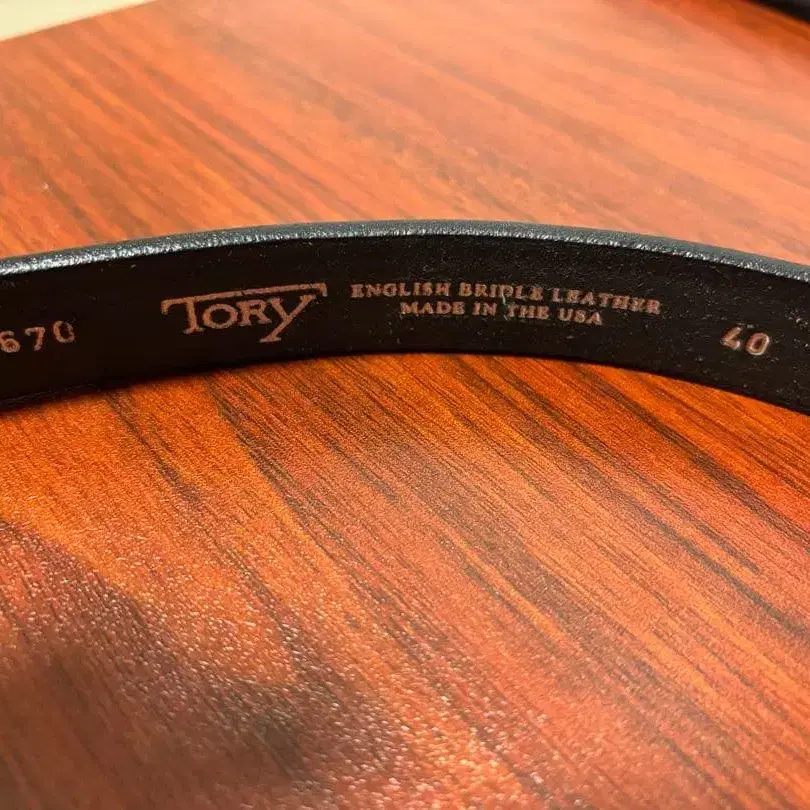 670
TORY
ENGLISH BRIDLE LEATHER
MADE IN THE USA
40